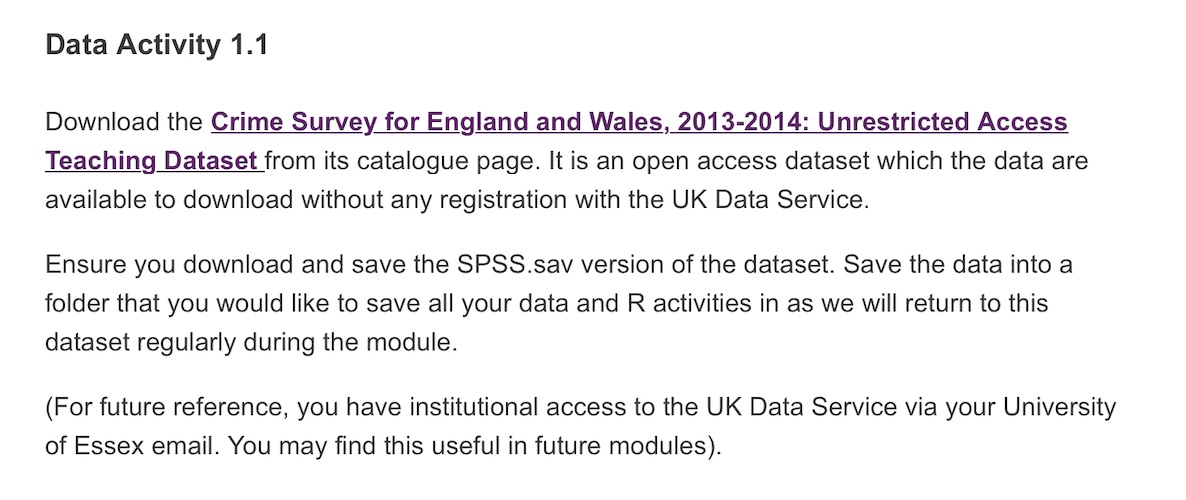 Data Activity 1.1
Download the Crime Survey for England and Wales, 2013-2014: Unrestricted Access
Teaching Dataset from its catalogue page. It is an open access dataset which the data are
available to download without any registration with the UK Data Service.
Ensure you download and save the SPSS.sav version of the dataset. Save the data into a
folder that you would like to save all your data and R activities in as we will return to this
dataset regularly during the module.
(For future reference, you have institutional access to the UK Data Service via your University
of Essex email. You may find this useful in future modules).